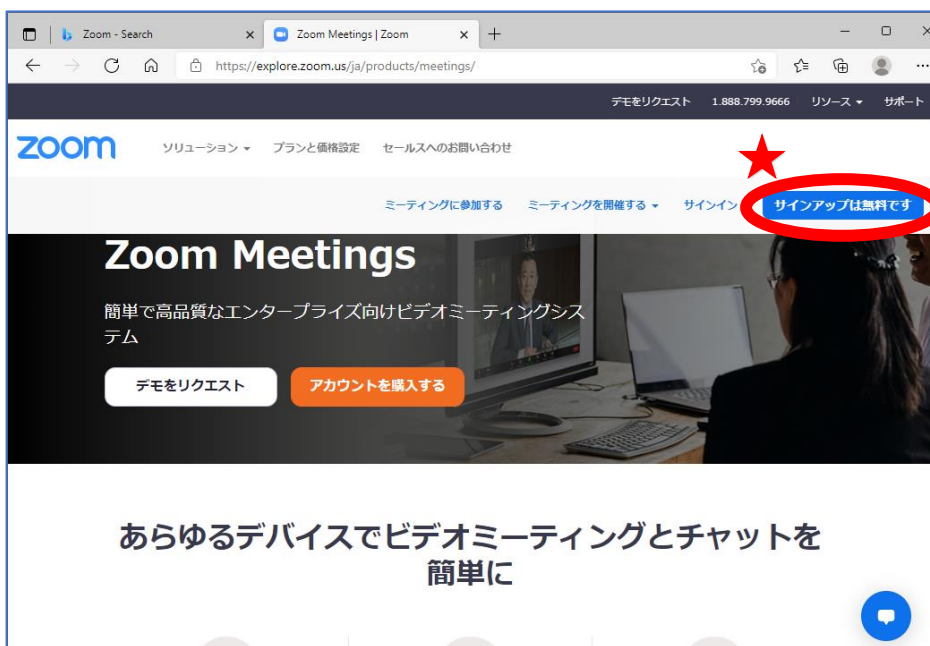 Zoom - Search
Zoom Meetings | Zoom
https://explore.zoom.us/ja/products/meetings/
デモをリクエスト 1.888.799.9666 リソース サポート
zoom ソリューション プランと価格設定 セールスへのお問い合わせ
ミーティングに参加する ミーティングを開催する サインイン サインアップは無料です
Zoom Meetings
簡単で高品質なエンタープライズ向けビデオミーティングシス
テム
デモをリクエスト アカウントを購入する
あらゆるデバイスでビデオミーティングとチャットを
簡単に